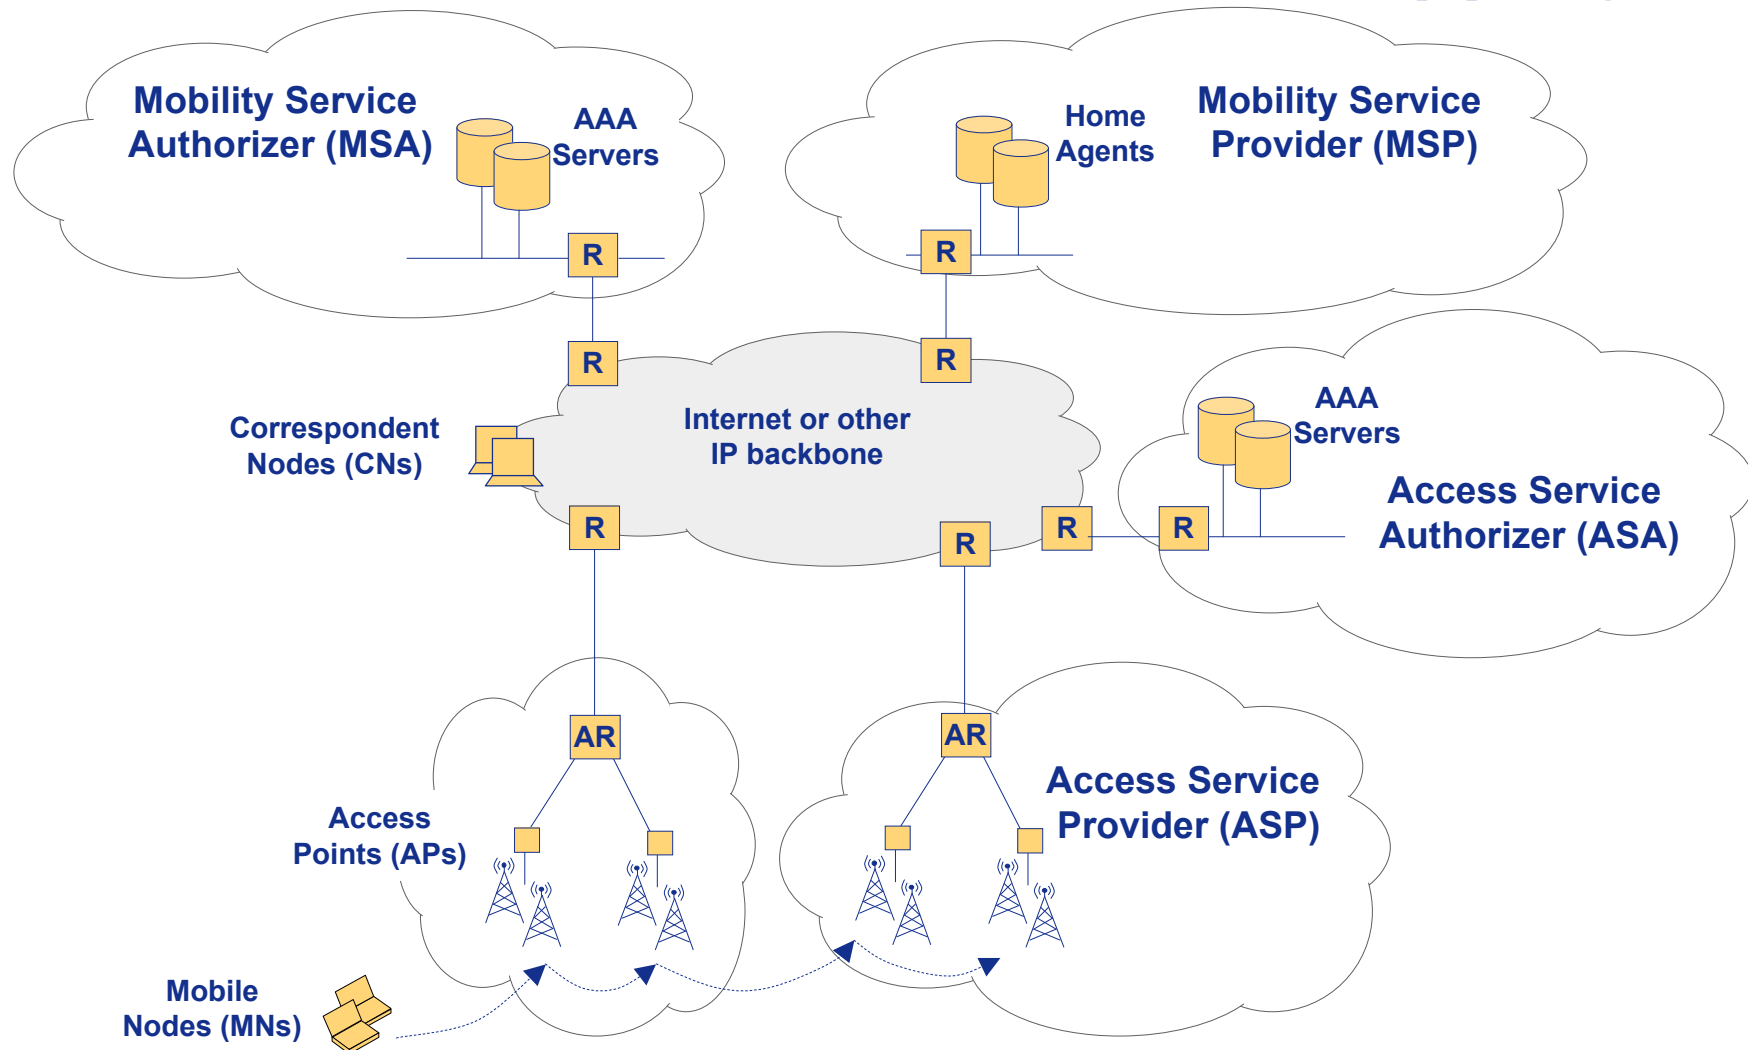 Mobility Service
Authorizer (MSA)
AAA
Servers
Home
Agents
Mobility Service
Provider (MSP)
R
R
R
R
Internet or other
IP backbone
Correspondent
Nodes (CNs)
AAA
Servers
Access Service
Authorizer (ASA)
R
R
R
R
AR
AR
Access Service
Provider (ASP)
Access
Points (APs)
Mobile
Nodes (MNs)